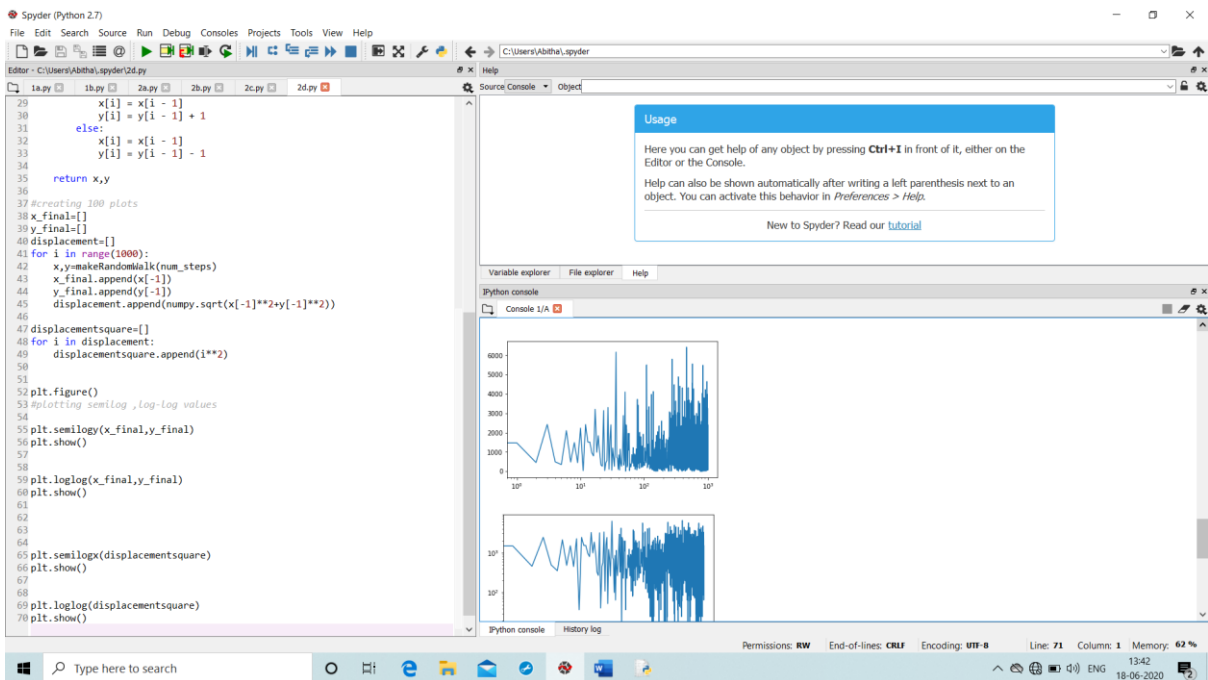 Spyder (Python 2.7)
File Edit Search Source Run Debug Consoles Projects Tools View Help
C:\Users\Abitha\.spyder
Editor - C:\Users\Abitha\.spyder\2d.py
1a.py 1b.py 2a.py 2b.py 2c.py 2d.py
29 x[i] = x[i - 1]
30 y[i] = y[i - 1] + 1
31 else:
32 x[i] = x[i - 1]
33 y[i] = y[i - 1] - 1
34
35 return x,y
36
37 #creating 100 plots
38 x_final=[]
39 y_final=[]
40 displacement=[]
41 for i in range(1000):
42 x,y=makeRandomWalk(num_steps)
43 x_final.append(x[-1])
44 y_final.append(y[-1])
45 displacement.append(numpy.sqrt(x[-1]**2+y[-1]**2))
46
47 displacementsquare=[]
48 for i in displacement:
49 displacementsquare.append(i**2)
50
51
52 plt.figure()
53 #plotting semilog ,log-log values
54
55 plt.semilogy(x_final,y_final)
56 plt.show()
57
58
59 plt.loglog(x_final,y_final)
60 plt.show()
61
62
63
64
65 plt.semilogx(displacementsquare)
66 plt.show()
67
68
69 plt.loglog(displacementsquare)
70 plt.show()
Help
Source Console Object
Usage
Here you can get help of any object by pressing Ctrl+I in front of it, either on the
Editor or the Console.
Help can also be shown automatically after writing a left parenthesis next to an
object. You can activate this behavior in Preferences > Help.
New to Spyder? Read our tutorial
Variable explorer File explorer Help
IPython console
Console 1/A
6000
5000
4000
3000
2000
1000
0
10⁰ 10¹ 10² 10³
10³
10²
IPython console History log
Permissions: RW End-of-lines: CRLF Encoding: UTF-8 Line: 71 Column: 1 Memory: 62 %
Type here to search
ENG
13:42
18-06-2020
2